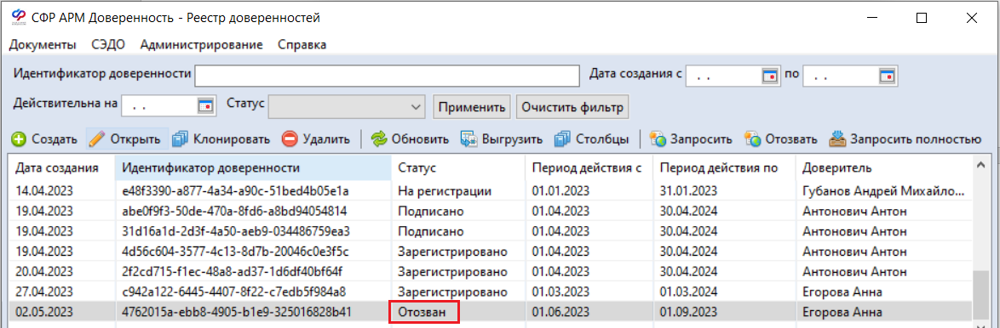 СФР АРМ Доверенность - Реестр доверенностей
Документы СЭДО Администрирование Справка
Идентификатор доверенности Дата создания с . . по . .
Действительна на . . Статус Применить Очистить фильтр
Создать Открыть Клонировать Удалить Обновить Выгрузить Столбцы Запросить Отозвать Запросить полностью
Дата создания Идентификатор доверенности Статус Период действия с Период действия по Доверитель
14.04.2023 e48f3390-a877-4a34-a90c-51bed4b05e1a На регистрации 01.01.2023 31.01.2023 Губанов Андрей Михайло...
19.04.2023 abe0f9f3-50de-470a-8fd6-a8bd94054814 Подписано 01.04.2023 30.04.2024 Антонович Антон
19.04.2023 31d16a1d-2d3f-4a50-aeb9-034486759ea3 Подписано 01.04.2023 30.04.2024 Антонович Антон
19.04.2023 4d56c604-3577-4c13-8d7b-20046c0e3f5c Зарегистрировано 01.04.2023 30.04.2024 Антонович Антон
20.04.2023 2f2cd715-f1ec-48a8-ad37-1d6df40bf64f Зарегистрировано 01.04.2023 30.04.2024 Антонович Антон
27.04.2023 c942a122-6445-4407-8f22-c7edb5f984a8 Зарегистрировано 01.03.2023 01.03.2024 Егорова Анна
02.05.2023 4762015a-ebb8-4905-b1e9-325016828b41 Отозван 01.06.2023 01.09.2023 Егорова Анна